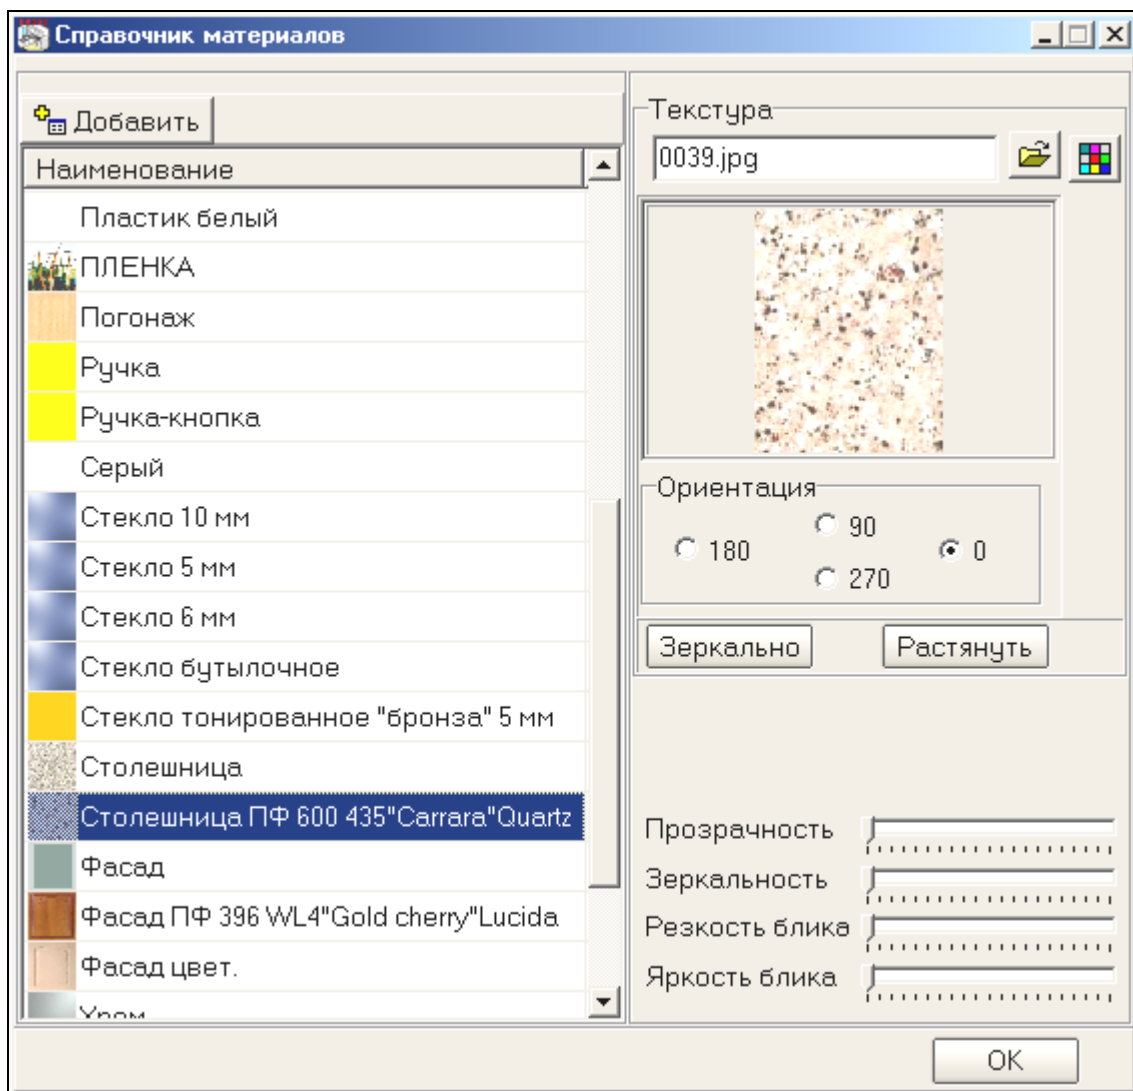 Справочник материалов
Добавить
Наименование
Пластик белый
ПЛЕНКА
Погонаж
Ручка
Ручка-кнопка
Серый
Стекло 10 мм
Стекло 5 мм
Стекло 6 мм
Стекло бутылочное
Стекло тонированное "бронза" 5 мм
Столешница
Столешница ПФ 600 435"Carrara"Quartz
Фасад
Фасад ПФ 396 WL4"Gold cherry"Lucida
Фасад цвет.
Хром
Текстура
0039.jpg
Ориентация
90
180
0
270
Зеркально
Растянуть
Прозрачность
Зеркальность
Резкость блика
Яркость блика
OK